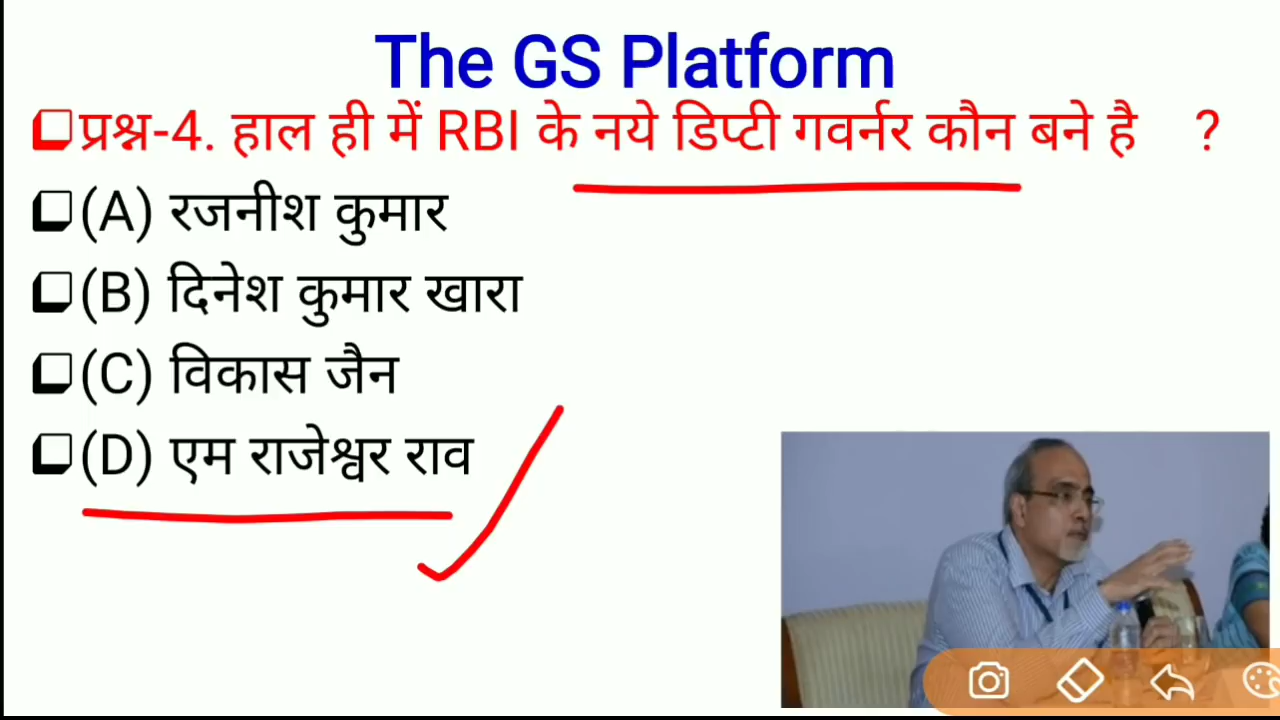 The GS Platform
❑प्रश्न-4. हाल ही में RBI के नये डिप्टी गवर्नर कौन बने है ?
❑(A) रजनीश कुमार
❑(B) दिनेश कुमार खारा
❑(C) विकास जैन
❑(D) एम राजेश्वर राव